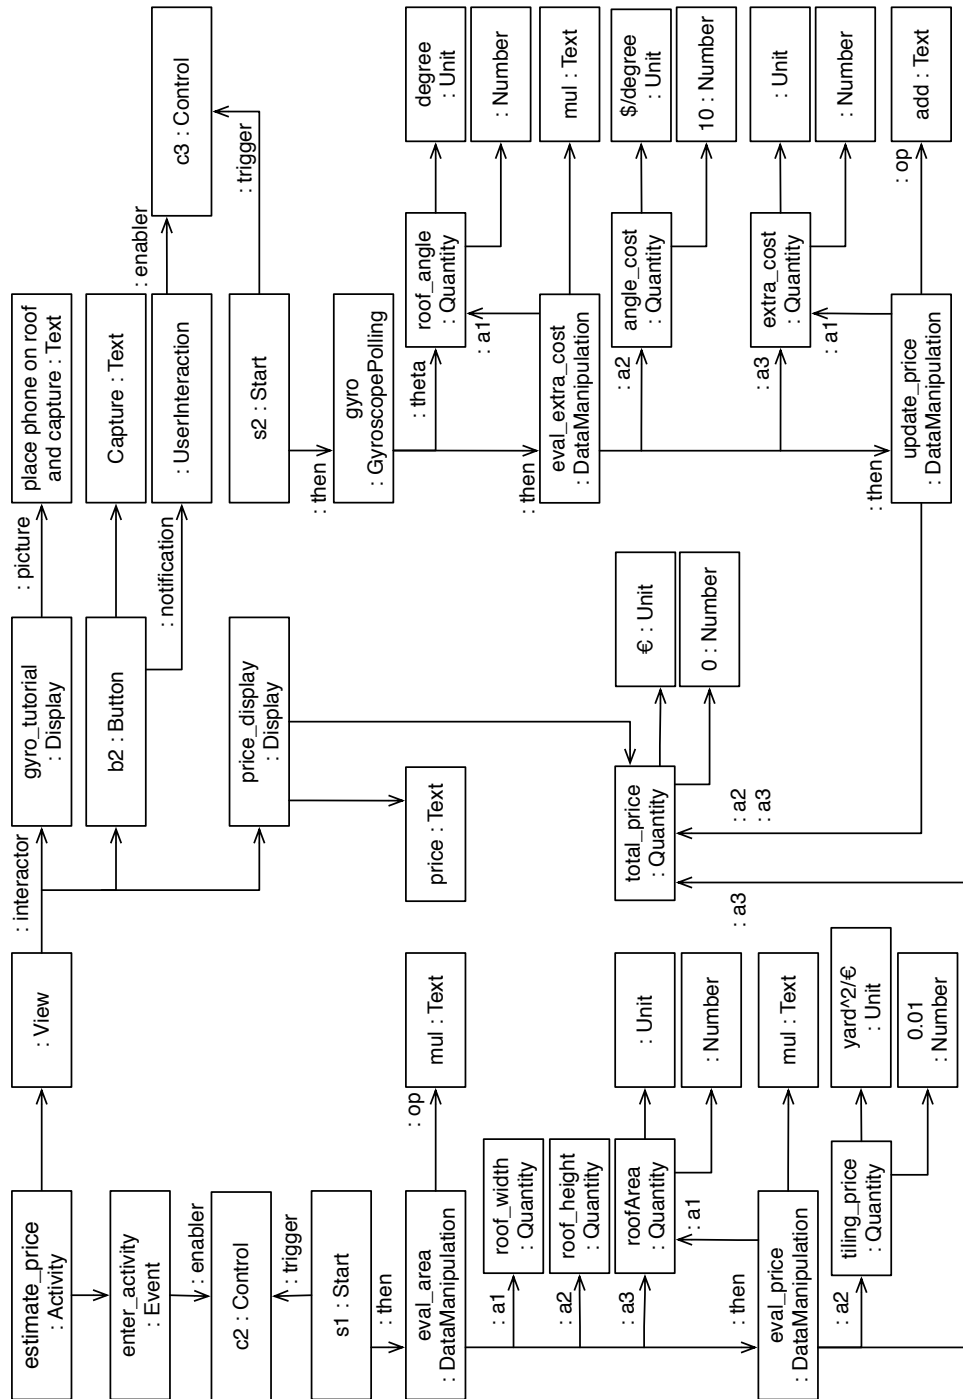 estimate_price
: Activity
: View
: interactor
gyro_tutorial
: Display
: picture
place phone on roof
and capture : Text
enter_activity
: Event
b2 : Button
Capture : Text
: notification
: UserInteraction
: enabler
c3 : Control
: enabler
c2 : Control
: trigger
price_display
: Display
s2 : Start
: trigger
s1 : Start
: then
: then
gyro
: GyroscopePolling
: theta
eval_area
: DataManipulation
: op
mul : Text
price : Text
roof_angle
: Quantity
degree
: Unit
: Number
: a1
: a1
roof_width
: Quantity
: then
eval_extra_cost
: DataManipulation
mul : Text
: a2
roof_height
: Quantity
: a3
roofArea
: Quantity
: Unit
: Number
: a1
total_price
: Quantity
€ : Unit
0 : Number
: a2
angle_cost
: Quantity
$/degree
: Unit
10 : Number
: then
: a3
: a2
: a3
: a3
extra_cost
: Quantity
: Unit
: Number
: a1
eval_price
: DataManipulation
mul : Text
: a2
tiling_price
: Quantity
yard^2/€
: Unit
0.01
: Number
: then
update_price
: DataManipulation
: op
add : Text